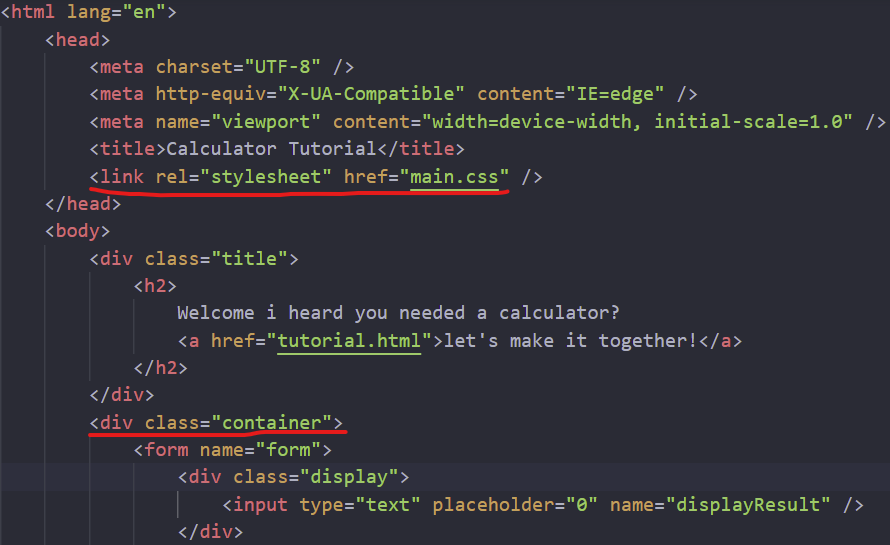 <html lang="en">
<head>
<meta charset="UTF-8" />
<meta http-equiv="X-UA-Compatible" content="IE=edge" />
<meta name="viewport" content="width=device-width, initial-scale=1.0" />
<title>Calculator Tutorial</title>
<link rel="stylesheet" href="main.css" />
</head>
<body>
<div class="title">
<h2>
Welcome i heard you needed a calculator?
<a href="tutorial.html">let's make it together!</a>
</h2>
</div>
<div class="container">
<form name="form">
<div class="display">
<input type="text" placeholder="0" name="displayResult" />
</div>